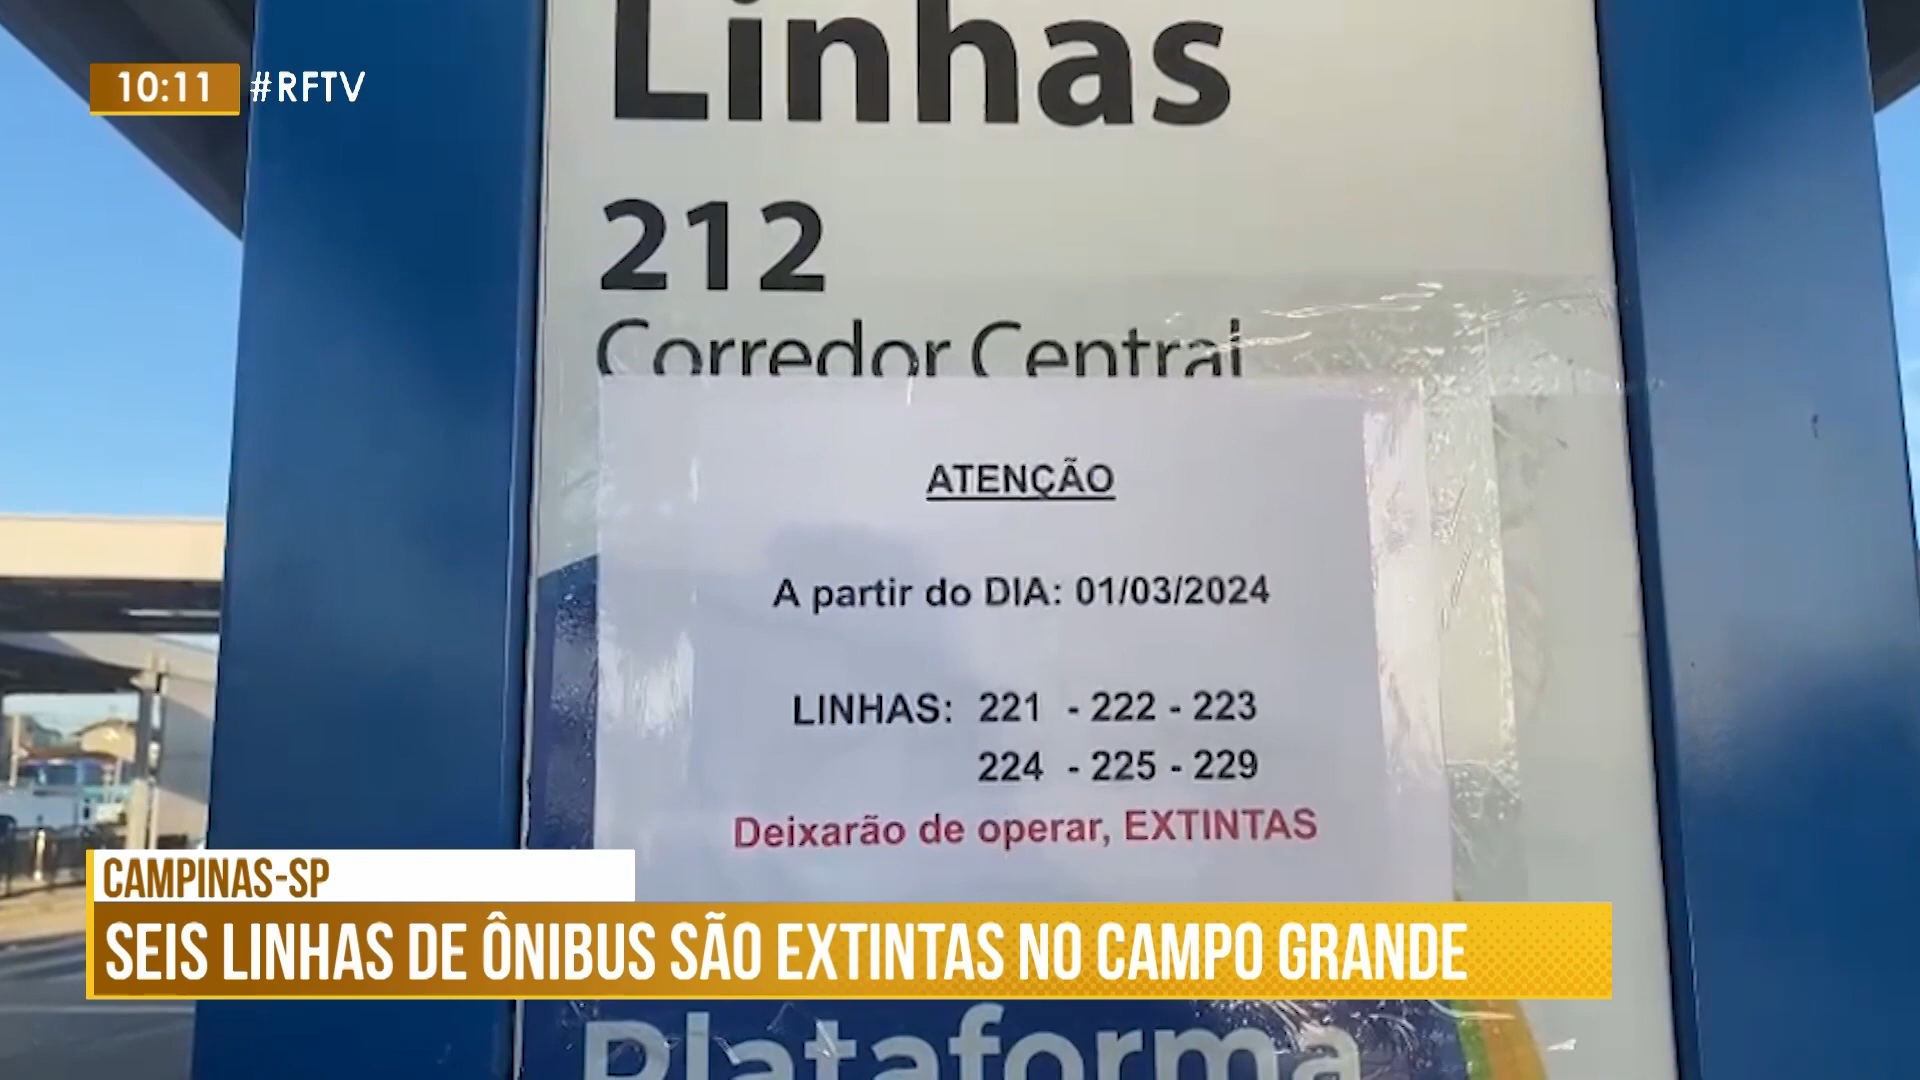 10:11 #RFTV
Linhas
212
Corredor Central
ATENÇÃO
A partir do DIA: 01/03/2024
LINHAS: 221 - 222 - 223
224 - 225 - 229
Deixarão de operar, EXTINTAS
CAMPINAS-SP
SEIS LINHAS DE ÔNIBUS SÃO EXTINTAS NO CAMPO GRANDE
Plataforma